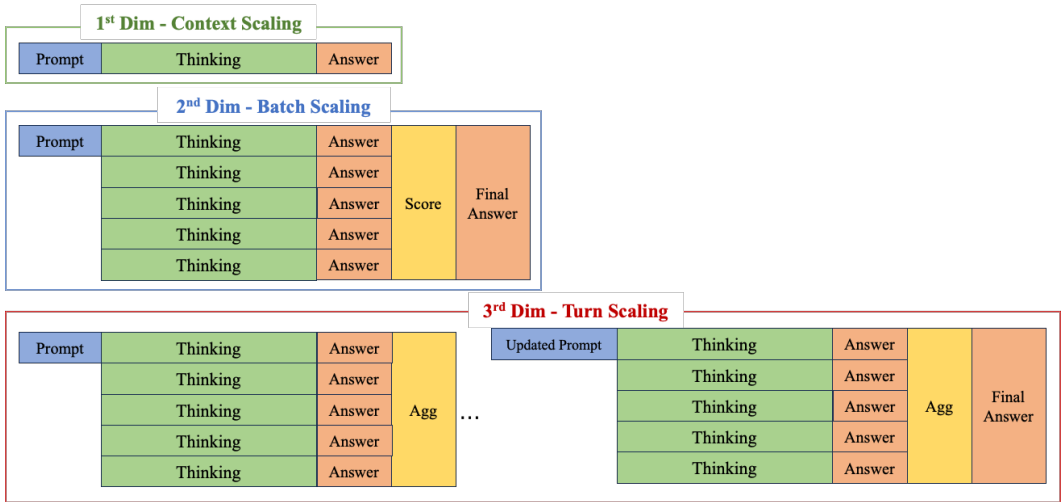 1st Dim - Context Scaling
Prompt Thinking Answer
2nd Dim - Batch Scaling
Prompt Thinking Answer
Thinking Answer
Thinking Answer
Thinking Answer
Thinking Answer
Score
Final
Answer
3rd Dim - Turn Scaling
Prompt Thinking Answer
Thinking Answer
Thinking Answer
Thinking Answer
Thinking Answer
Agg
...
Updated Prompt Thinking Answer
Thinking Answer
Thinking Answer
Thinking Answer
Thinking Answer
Agg
Final
Answer